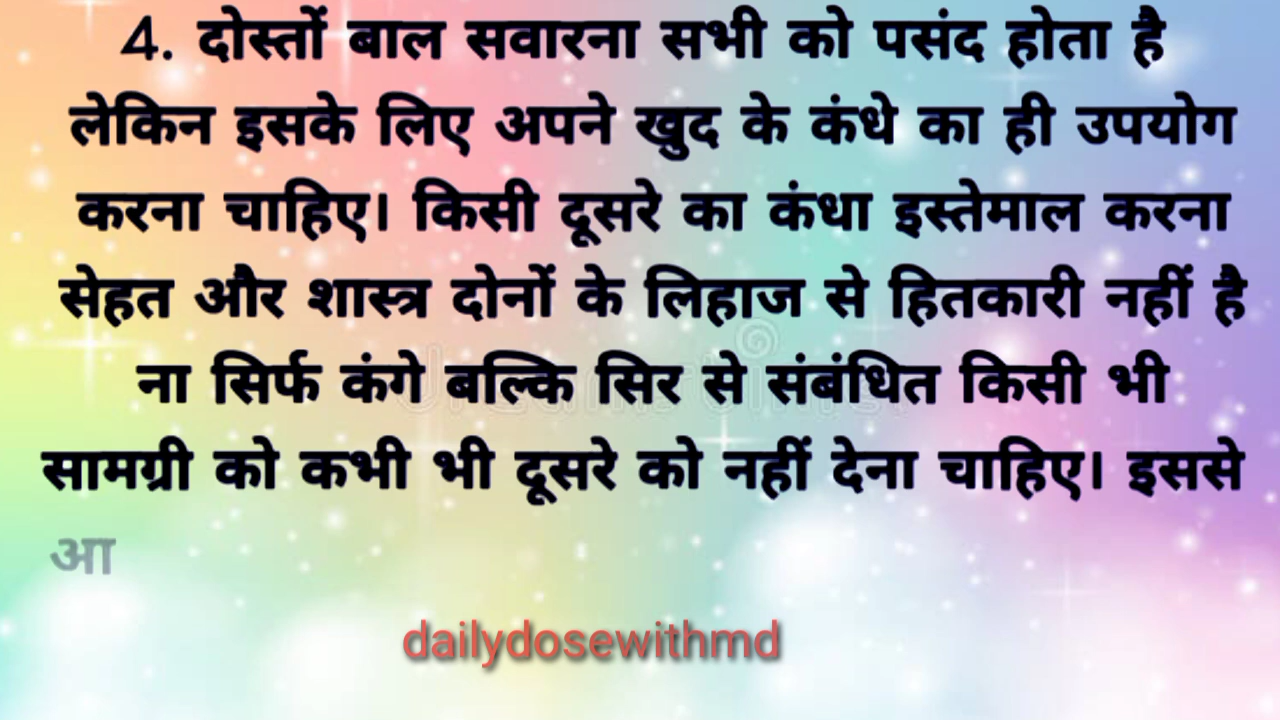 4. दोस्तों बाल सवारना सभी को पसंद होता है
लेकिन इसके लिए अपने खुद के कंधे का ही उपयोग
करना चाहिए। किसी दूसरे का कंधा इस्तेमाल करना
सेहत और शास्त्र दोनों के लिहाज से हितकारी नहीं है
ना सिर्फ कंगे बल्कि सिर से संबंधित किसी भी
सामग्री को कभी भी दूसरे को नहीं देना चाहिए। इससे
आ
dailydosewithmd